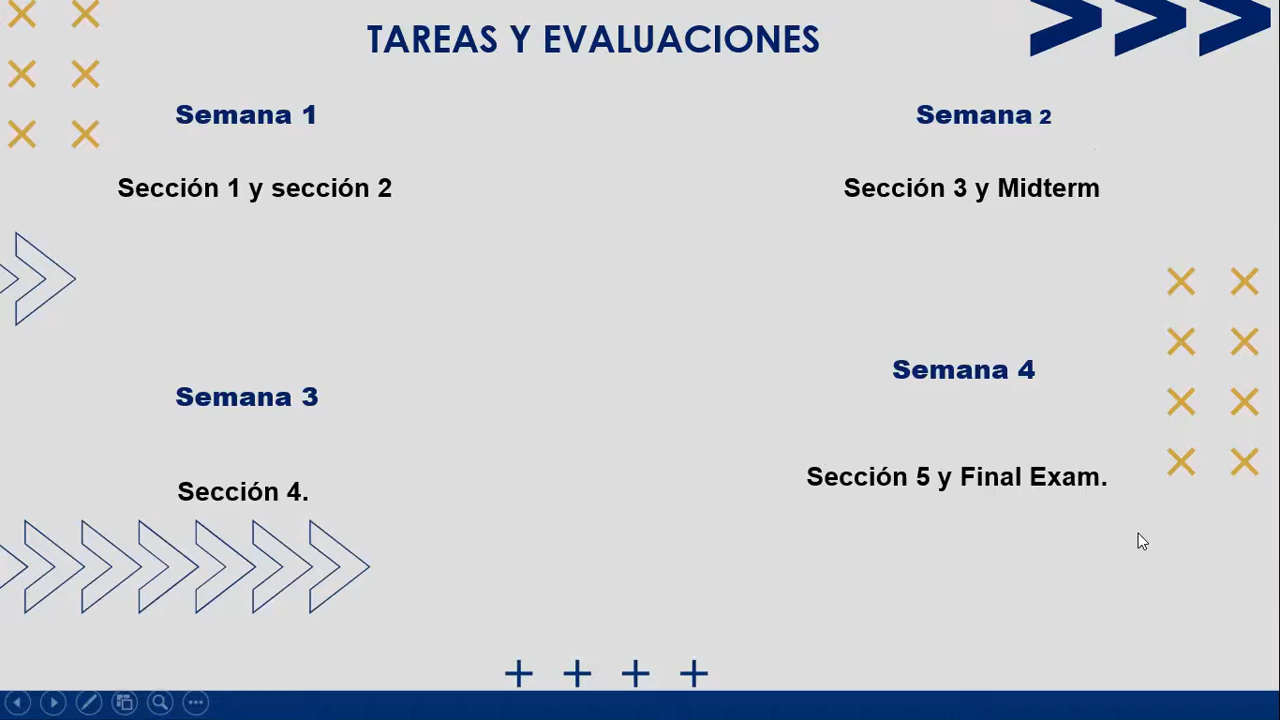 TAREAS Y EVALUACIONES
Semana 1
Sección 1 y sección 2
Semana 2
Sección 3 y Midterm
Semana 3
Sección 4.
Semana 4
Sección 5 y Final Exam.